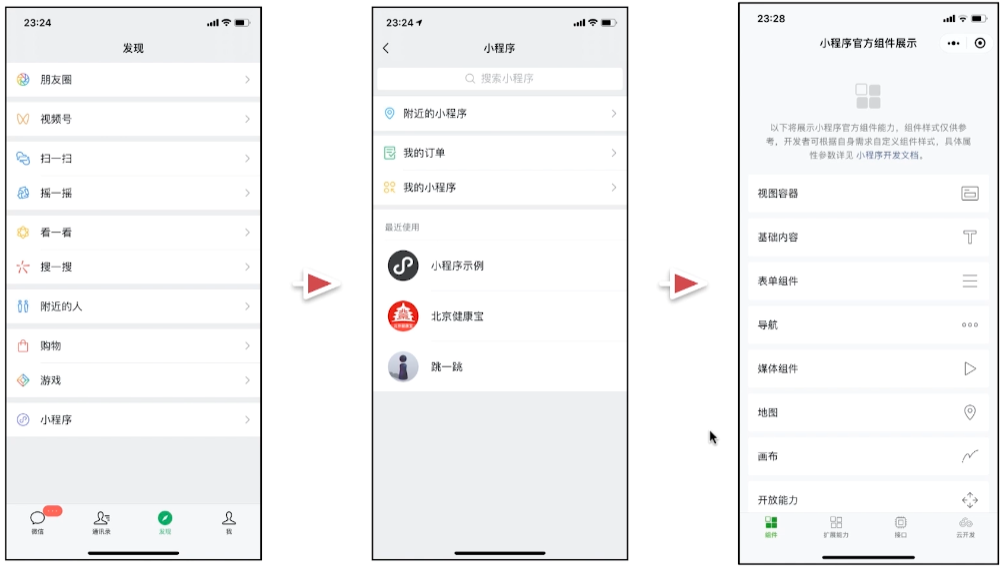 23:24
发现
朋友圈
视频号
扫一扫
摇一摇
看一看
搜一搜
附近的人
购物
游戏
小程序
微信
通讯录
发现
我
23:24
小程序
搜索小程序
附近的小程序
我的订单
我的小程序
最近使用
小程序示例
北京健康宝
北京健康宝
跳一跳
23:28
小程序官方组件展示
以下将展示小程序官方组件能力，组件样式仅供参
考，开发者可根据自身需求自定义组件样式，具体属
性参数详见 小程序开发文档。
视图容器
基础内容
表单组件
导航
媒体组件
地图
画布
开放能力
组件
扩展能力
接口
云开发